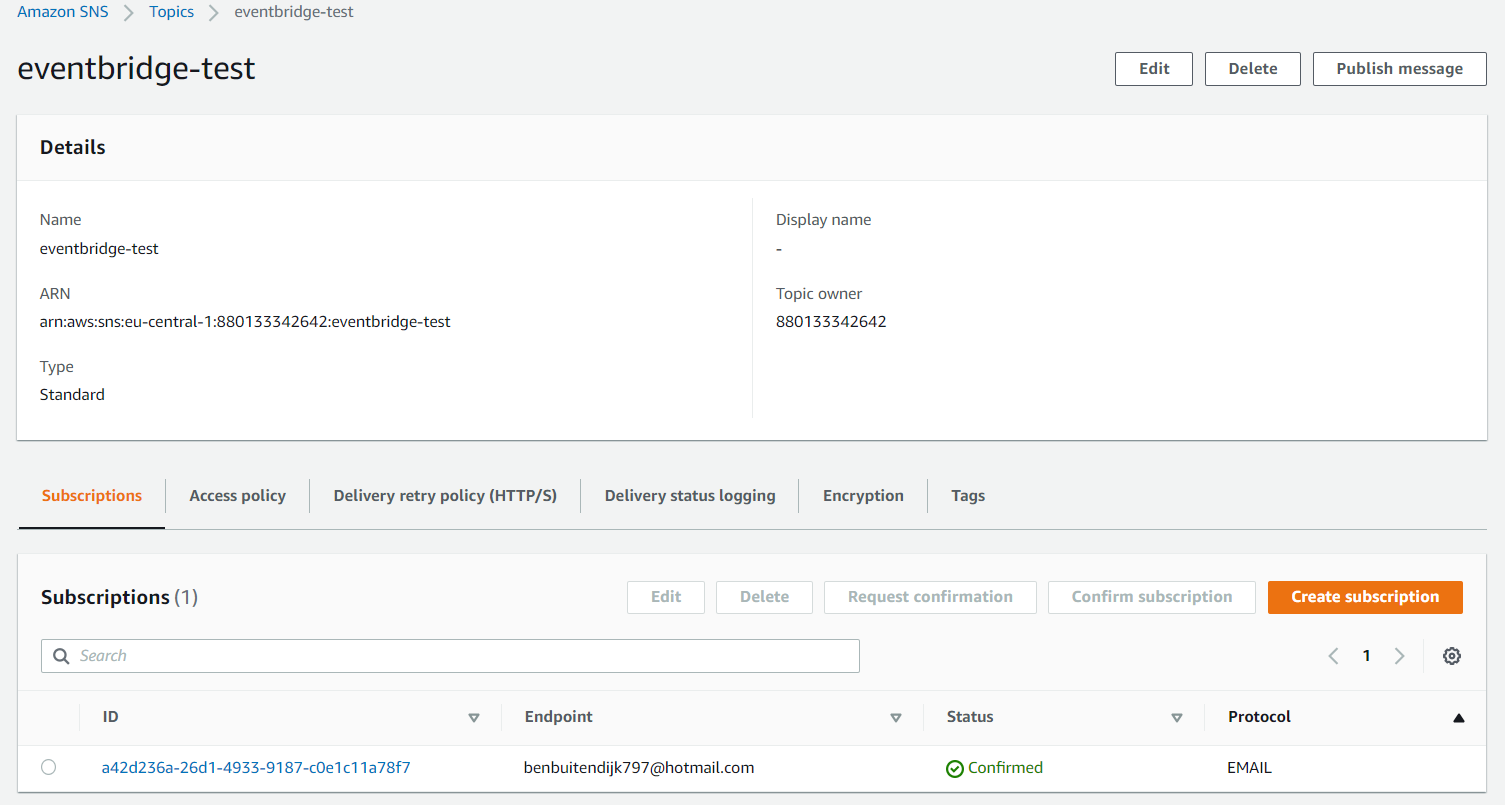 Amazon SNS > Topics > eventbridge-test
eventbridge-test
Edit Delete Publish message
Details
Name Display name
eventbridge-test -
ARN Topic owner
arn:aws:sns:eu-central-1:880133342642:eventbridge-test 880133342642
Type
Standard
Subscriptions Access policy Delivery retry policy (HTTP/S) Delivery status logging Encryption Tags
Subscriptions (1) Edit Delete Request confirmation Confirm subscription Create subscription
Search 1
ID Endpoint Status Protocol
a42d236a-26d1-4933-9187-c0e1c11a78f7 benbuitendijk797@hotmail.com Confirmed EMAIL